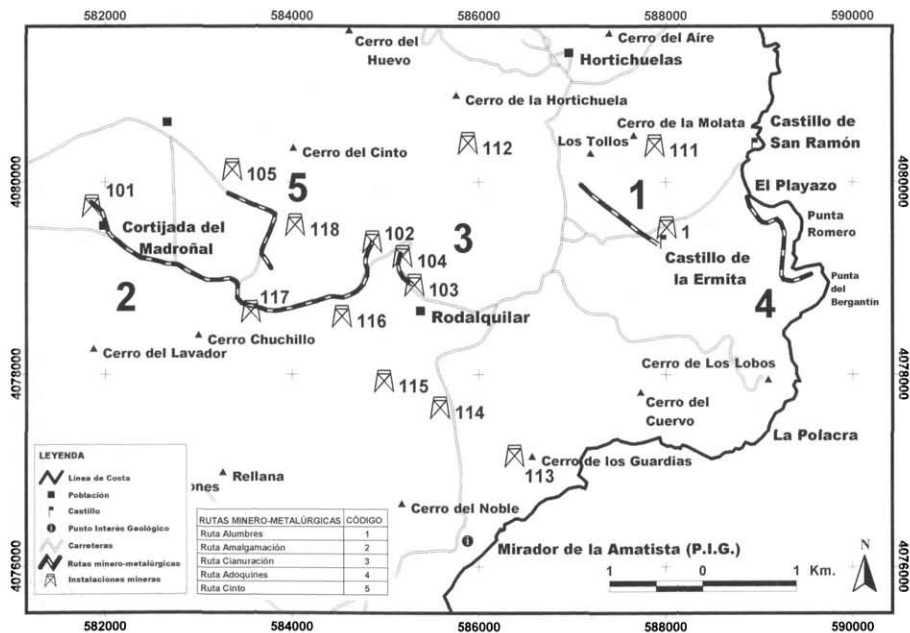 582000 584000 586000 588000 590000
Cerro del Huevo
Cerro del Aire
Hortichuelas
Cerro de la Hortichuela
Cerro de la Molata
Castillo de San Ramón
Los Tollos
112
111
105
Cerro del Cinto
5
4080000
4080000
101
118
1
El Playazo
Punta Romero
Cortijada del Madroñal
102
3
104
1
Castillo de la Ermita
103
4
Punta del Bergantín
2
117
116
Rodalquilar
Cerro Chuchillo
Cerro del Lavador
Cerro de Los Lobos
4078000
4078000
115
114
Cerro del Cuervo
La Polacra
113
Cerro de los Guardias
Rellana
ones
Cerro del Noble
Mirador de la Amatista (P.I.G.)
4076000
4076000
LEYENDA
Línea de Costa
Población
Castillo
Punto Interés Geológico
Carreteras
Rutas minero-metalúrgicas
Instalaciones mineras
RUTAS MINERO-METALÚRGICAS CÓDIGO
Ruta Alumbres 1
Ruta Amalgamación 2
Ruta Cianuración 3
Ruta Adoquines 4
Ruta Cinto 5
1 0 1 Km.
N
582000 584000 586000 588000 590000